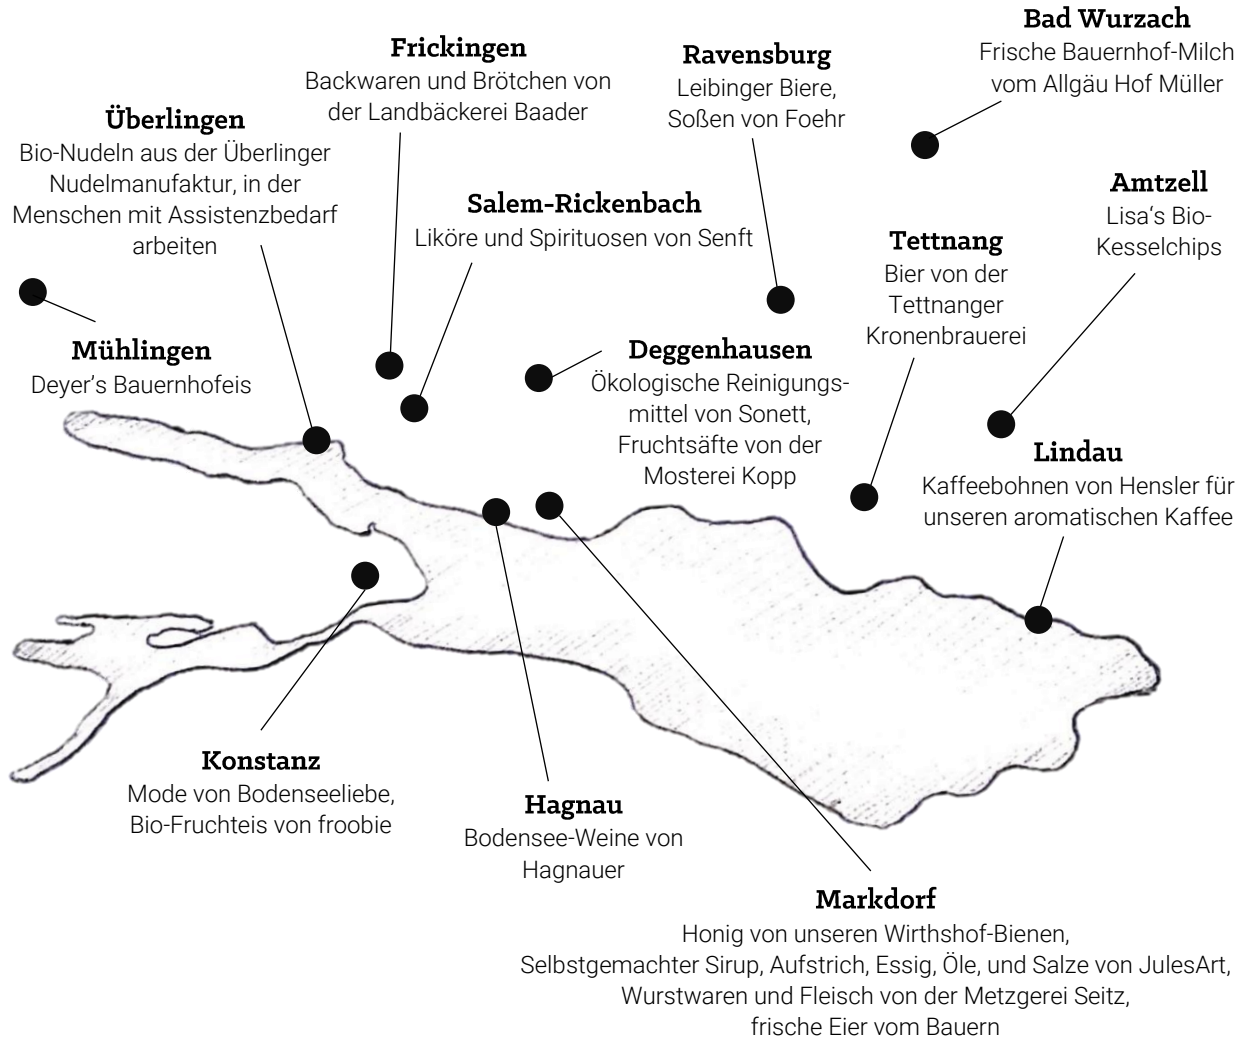 Bad Wurzach
Frische Bauernhof-Milch
vom Allgäu Hof Müller
Frickingen
Backwaren und Brötchen von
der Landbäckerei Baader
Ravensburg
Leibinger Biere,
Soßen von Foehr
Überlingen
Bio-Nudeln aus der Überlinger
Nudelmanufaktur, in der
Menschen mit Assistenzbedarf
arbeiten
Salem-Rickenbach
Liköre und Spirituosen von Senft
Amtzell
Lisa‘s Bio-
Kesselchips
Tettnang
Bier von der
Tettnanger
Kronenbrauerei
Mühlingen
Deyer’s Bauernhofeis
Deggenhausen
Ökologische Reinigungs-
mittel von Sonett,
Fruchtsäfte von der
Mosterei Kopp
Lindau
Kaffeebohnen von Hensler für
unseren aromatischen Kaffee
Konstanz
Mode von Bodenseeliebe,
Bio-Fruchteis von froobie
Hagnau
Bodensee-Weine von
Hagnauer
Markdorf
Honig von unseren Wirthshof-Bienen,
Selbstgemachter Sirup, Aufstrich, Essig, Öle, und Salze von JulesArt,
Wurstwaren und Fleisch von der Metzgerei Seitz,
frische Eier vom Bauern